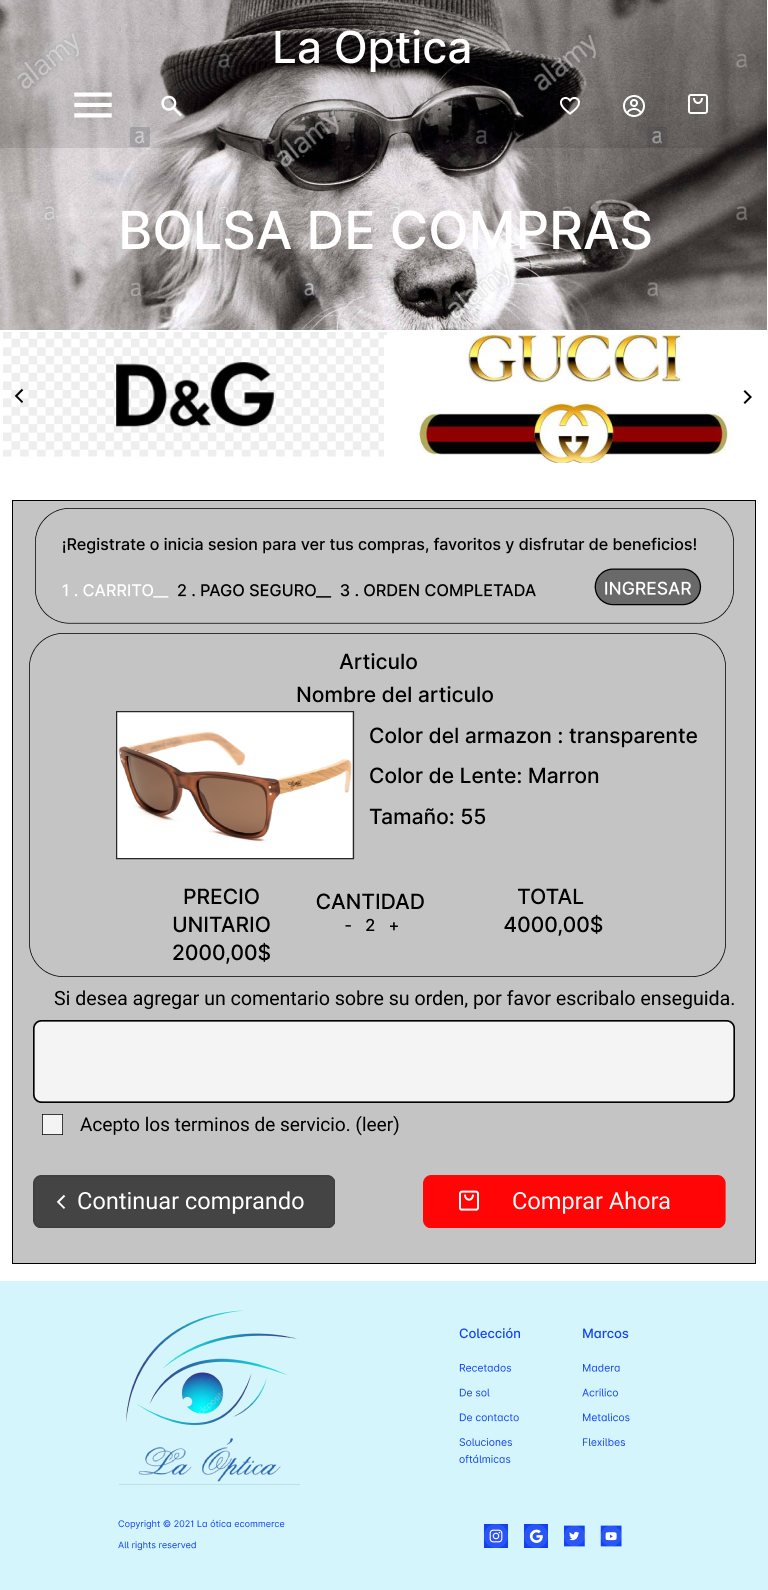 La Optica
alamy
alamy
alamy
BOLSA DE COMPRAS
alamy
D&G
GUCCI
¡Registrate o inicia sesion para ver tus compras, favoritos y disfrutar de beneficios!
1 . CARRITO__ 2 . PAGO SEGURO__ 3 . ORDEN COMPLETADA
INGRESAR
Articulo
Nombre del articulo
Color del armazon : transparente
Color de Lente: Marron
Tamaño: 55
PRECIO
UNITARIO
2000,00$
CANTIDAD
- 2 +
TOTAL
4000,00$
Si desea agregar un comentario sobre su orden, por favor escribalo enseguida.
Acepto los terminos de servicio. (leer)
Continuar comprando
Comprar Ahora
La Óptica
Colección
Recetados
De sol
De contacto
Soluciones
oftálmicas
Marcos
Madera
Acrilico
Metalicos
Flexilbes
Copyright © 2021 La ótica ecommerce
All rights reserved